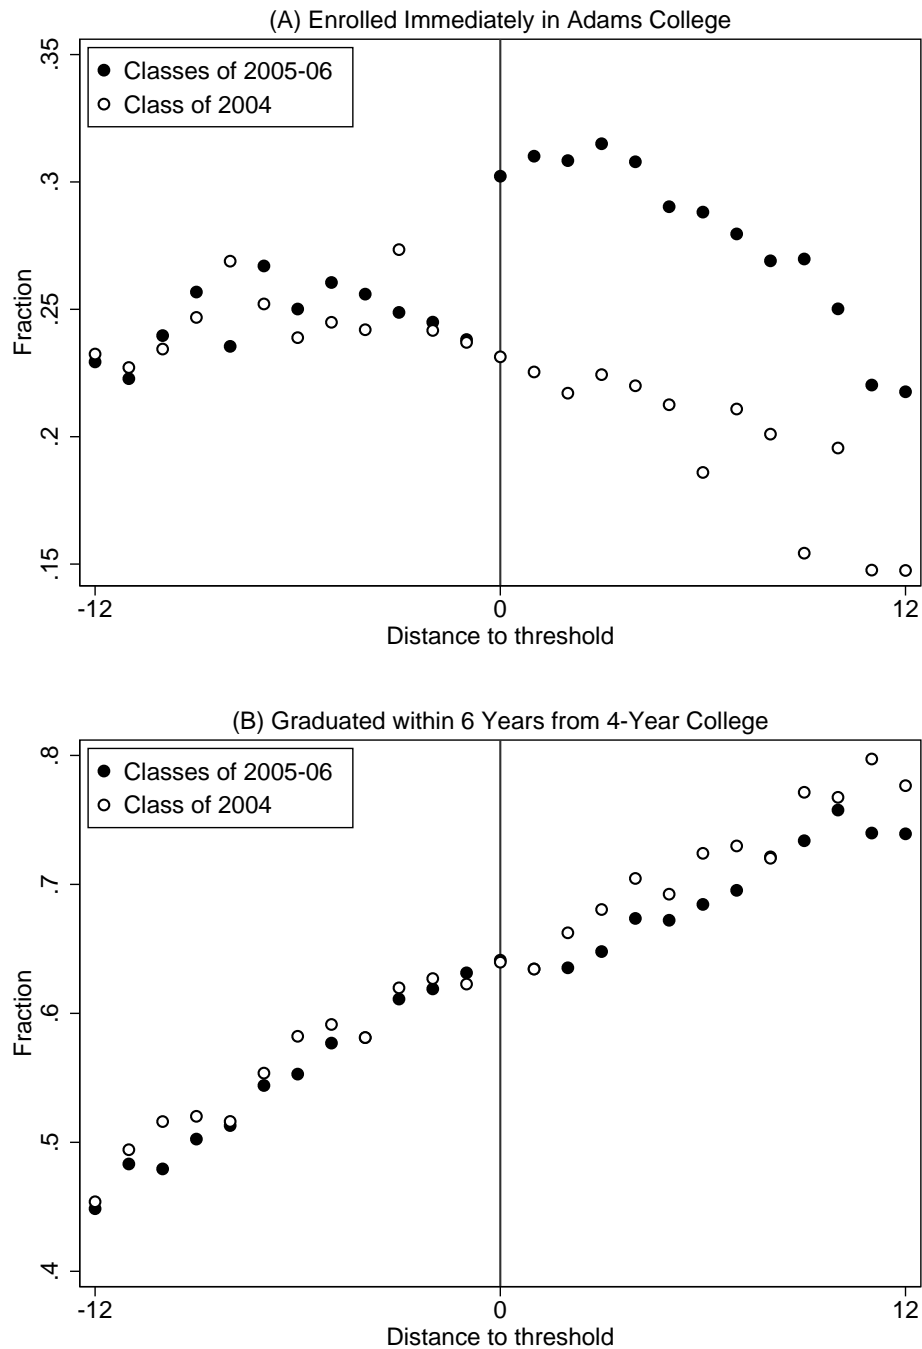 (A) Enrolled Immediately in Adams College
Classes of 2005-06
Class of 2004
Fraction
.35
.3
.25
.2
.15
-12
0
12
Distance to threshold
(B) Graduated within 6 Years from 4-Year College
Classes of 2005-06
Class of 2004
Fraction
.8
.7
.6
.5
.4
-12
0
12
Distance to threshold